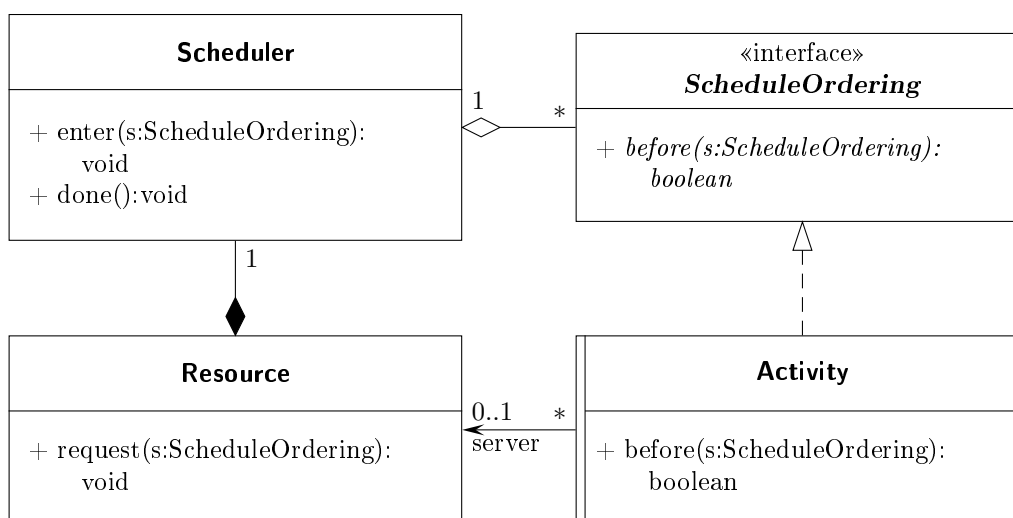 Scheduler
+ enter(s:ScheduleOrdering):
void
+ done():void
1
*
«interface»
ScheduleOrdering
+ before(s:ScheduleOrdering):
boolean
1
Resource
+ request(s:ScheduleOrdering):
void
0..1
*
server
Activity
+ before(s:ScheduleOrdering):
boolean